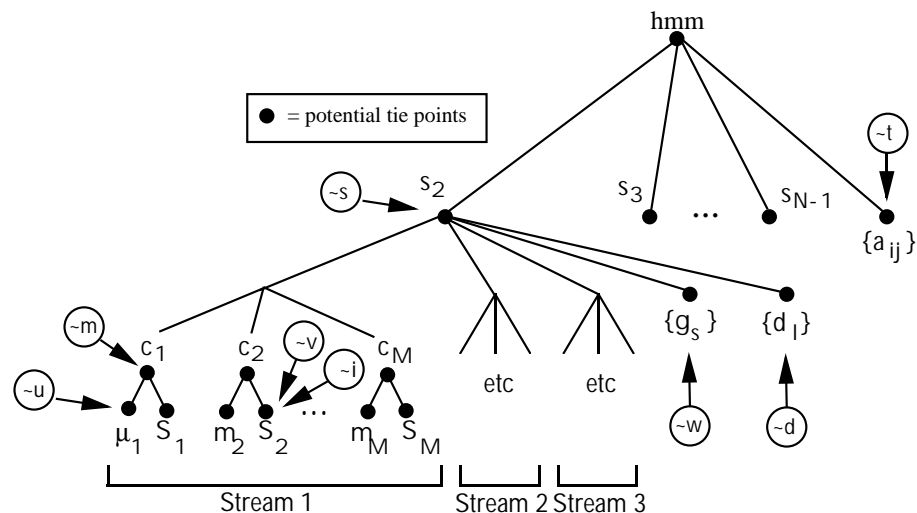 hmm
= potential tie points
~t
~s
s2
s3
...
sN-1
{aij}
~m
c1
c2
~v
~i
cM
{gs}
{dl}
~u
etc
etc
...
μ1
S1
m2
S2
mM
SM
~w
~d
Stream 1
Stream 2
Stream 3